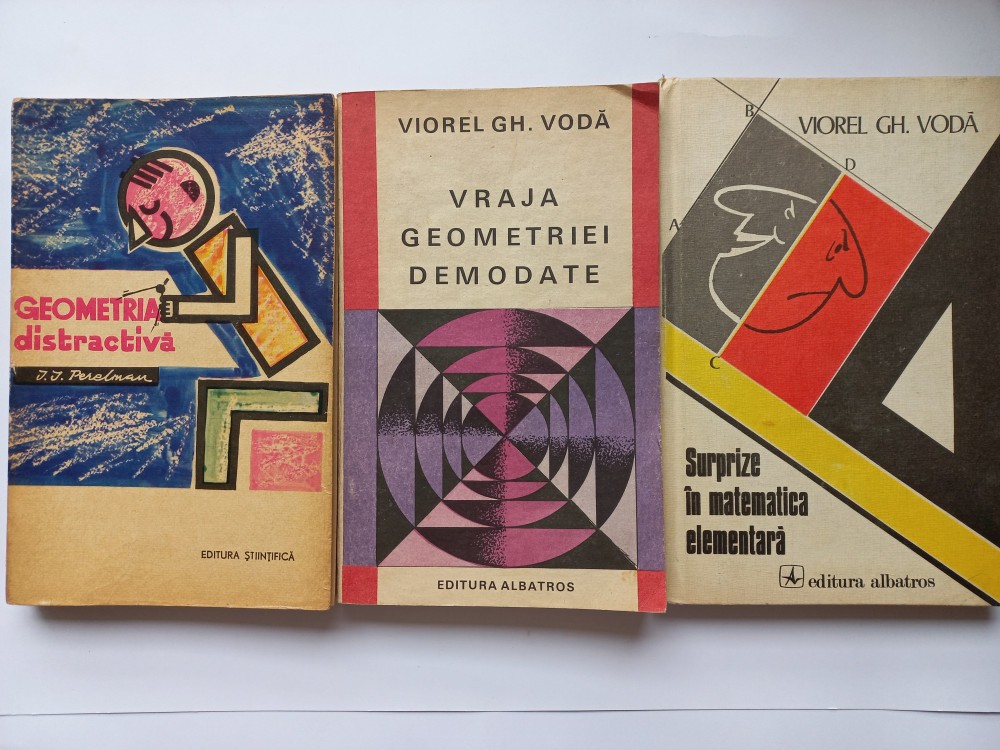 GEOMETRIA
distractivă
I. I. Perelman
EDITURA ȘTIINȚIFICĂ
VIOREL GH. VODĂ
VRAJA
GEOMETRIEI
DEMODATE
EDITURA ALBATROS
VIOREL GH. VODĂ
B
D
A
C
Surprize
în matematica
elementară
editura albatros